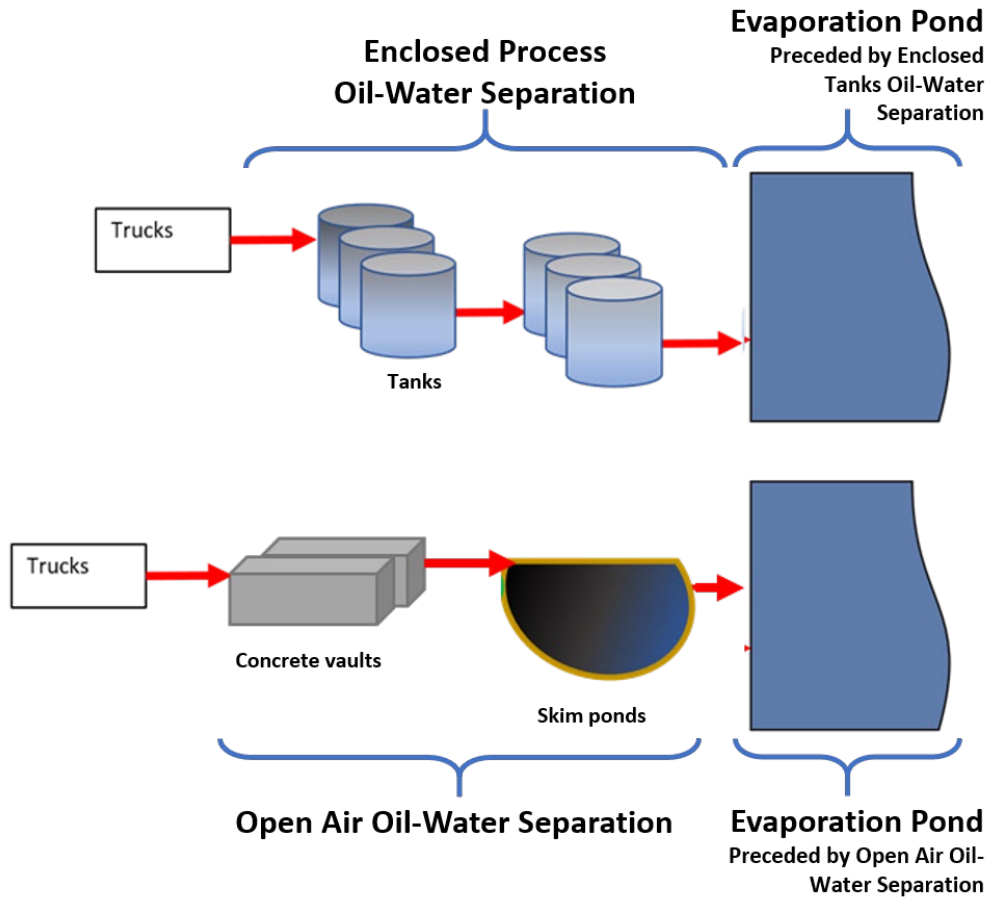 Enclosed Process
Oil-Water Separation
Evaporation Pond
Preceded by Enclosed
Tanks Oil-Water
Separation
Trucks
Tanks
Trucks
Concrete vaults
Skim ponds
Open Air Oil-Water Separation
Evaporation Pond
Preceded by Open Air Oil-
Water Separation